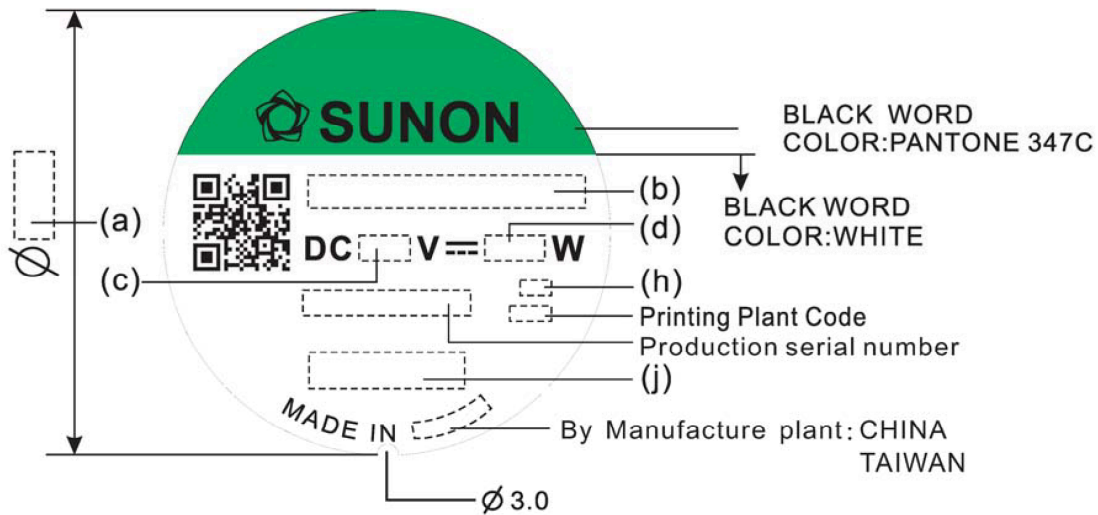 SUNON
BLACK WORD
COLOR:PANTONE 347C
(a)
(b)
BLACK WORD
COLOR:WHITE
(d)
DC V⎓ W
Ø
(c)
(h)
Printing Plant Code
Production serial number
(j)
MADE IN
By Manufacture plant: CHINA
TAIWAN
Ø 3.0